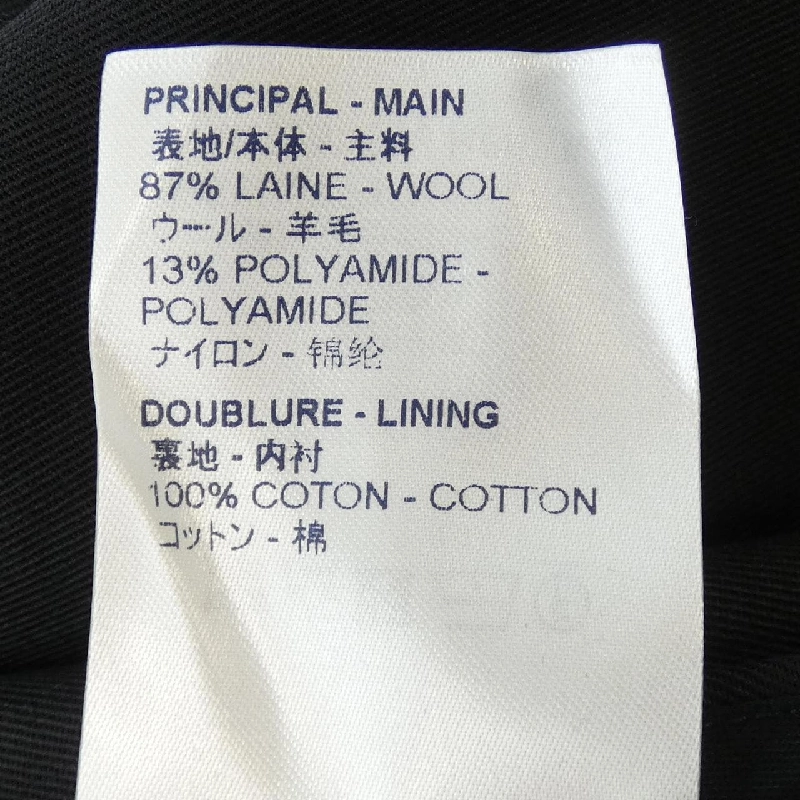 PRINCIPAL - MAIN
表地/本体 - 主料
87% LAINE - WOOL
ウール - 羊毛
13% POLYAMIDE -
POLYAMIDE
ナイロン - 锦纶
DOUBLURE - LINING
裏地 - 内衬
100% COTON - COTTON
コットン - 棉